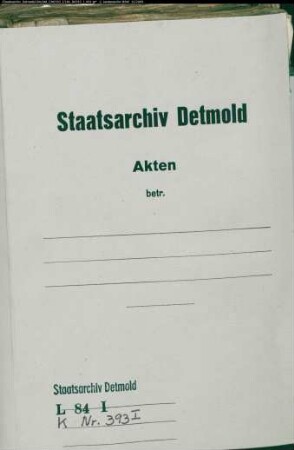 Staatsarchiv Detmold
Akten
betr.
Staatsarchiv Detmold
L 84 I
K Nr. 393 I